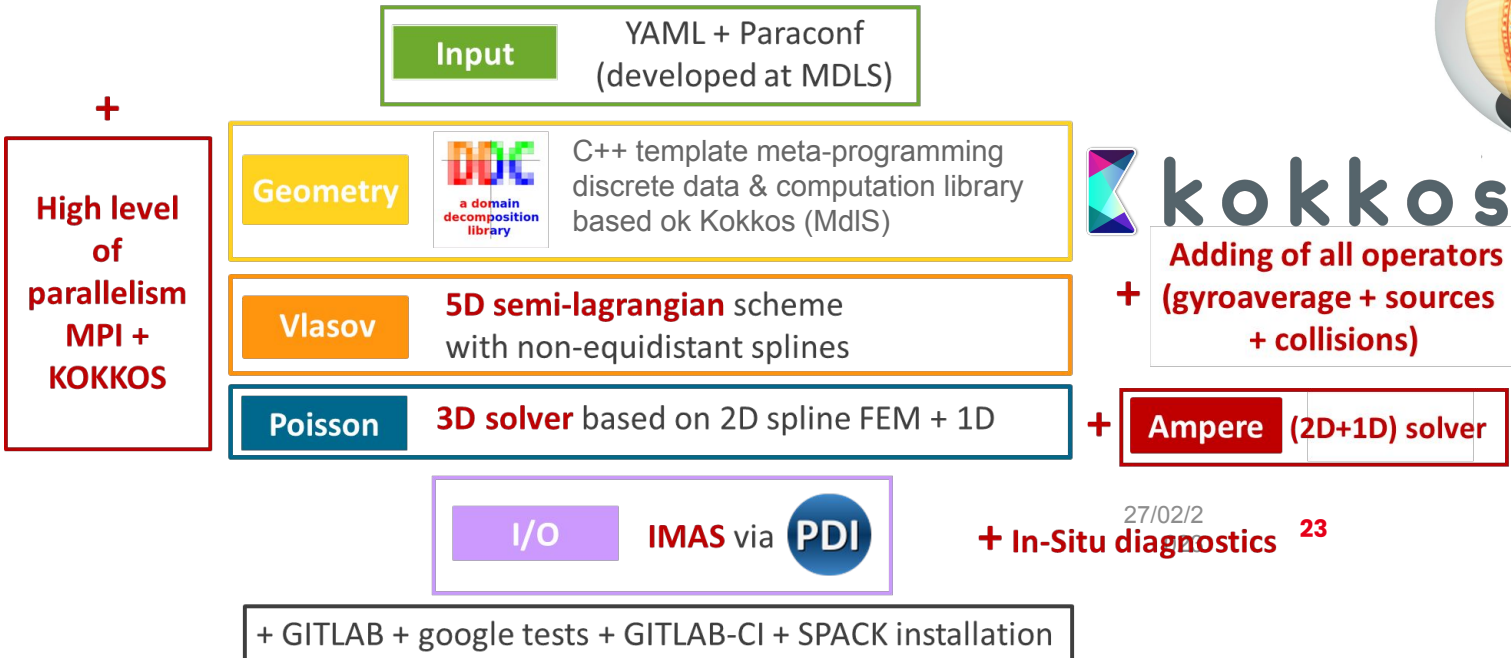 Input
YAML + Paraconf
(developed at MDLS)
+
High level
of
parallelism
MPI +
KOKKOS
Geometry
DDC
a domain
decomposition
library
C++ template meta-programming
discrete data & computation library
based ok Kokkos (MdlS)
kokkos
Vlasov
5D semi-lagrangian scheme
with non-equidistant splines
+
Adding of all operators
(gyroaverage + sources
+ collisions)
Poisson
3D solver based on 2D spline FEM + 1D
+
Ampere (2D+1D) solver
I/O
IMAS via PDI
27/02/2
+ In-Situ diagnostics
23
+ GITLAB + google tests + GITLAB-CI + SPACK installation